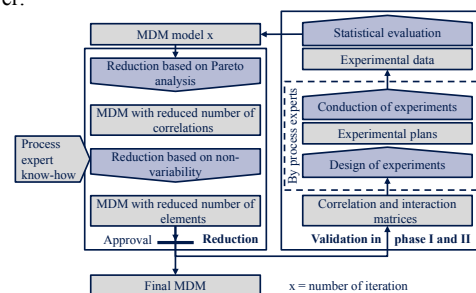 er.
MDM model x
Reduction based on Pareto
analysis
MDM with reduced number of
correlations
Process
expert
know-how
Reduction based on non-
variability
MDM with reduced number of
elements
Approval
Reduction
Final MDM
Statistical evaluation
Experimental data
Conduction of experiments
Experimental plans
Design of experiments
By process experts
Correlation and interaction
matrices
Validation in phase I and II
x = number of iteration